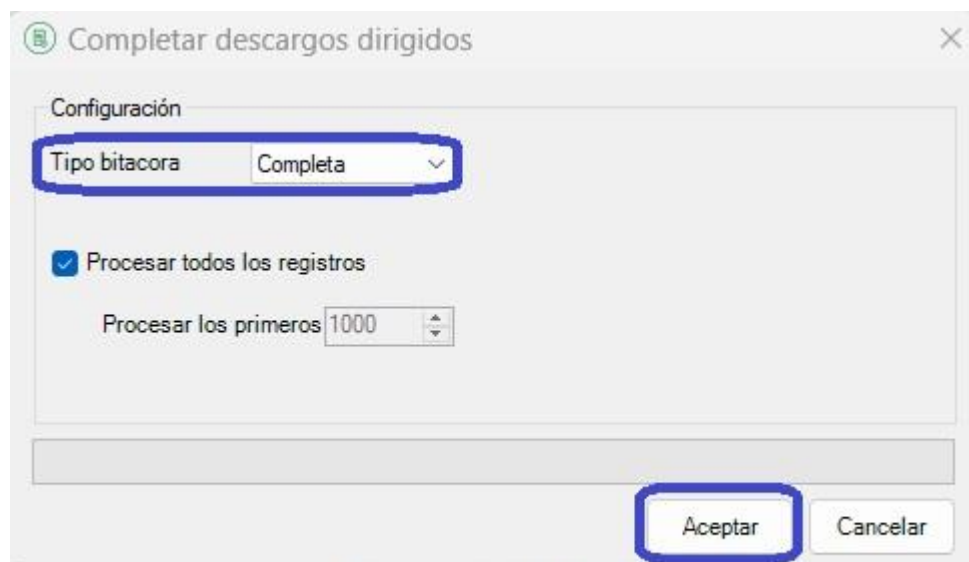 Completar descargos dirigidos
Configuración
Tipo bitacora Completa
Procesar todos los registros
Procesar los primeros 1000
Aceptar Cancelar